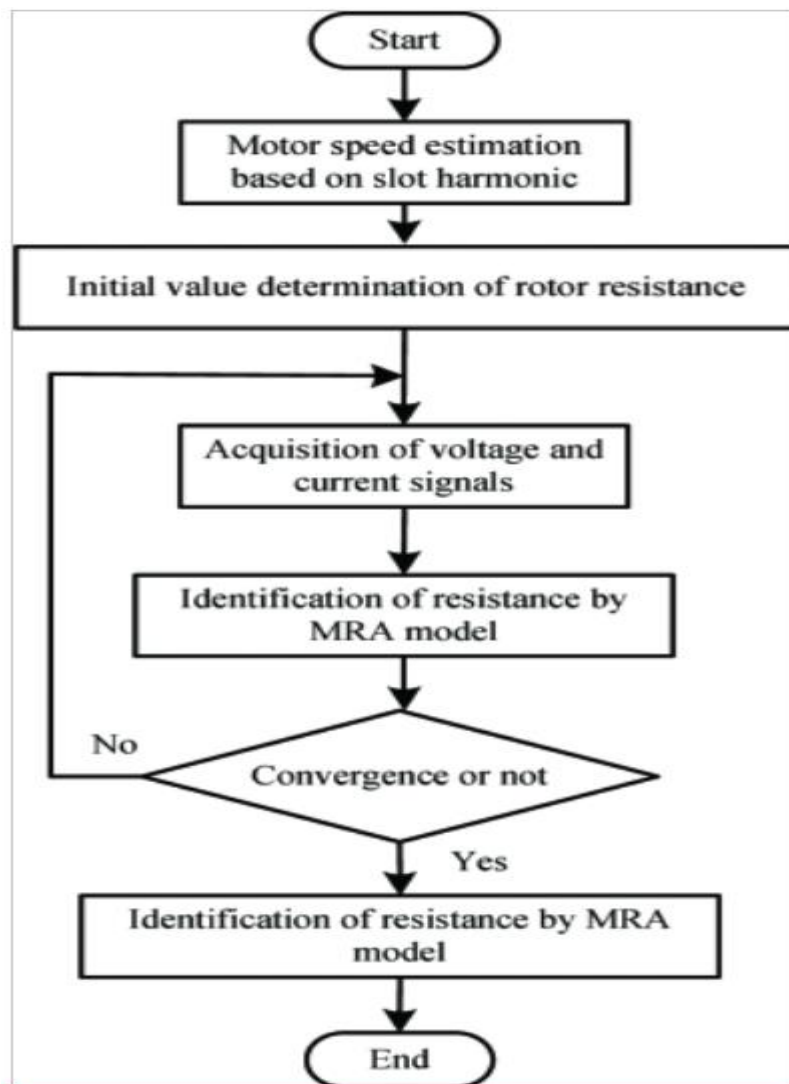 Start
Motor speed estimation
based on slot harmonic
Initial value determination of rotor resistance
Acquisition of voltage and
current signals
Identification of resistance by
MRA model
No
Convergence or not
Yes
Identification of resistance by MRA
model
End